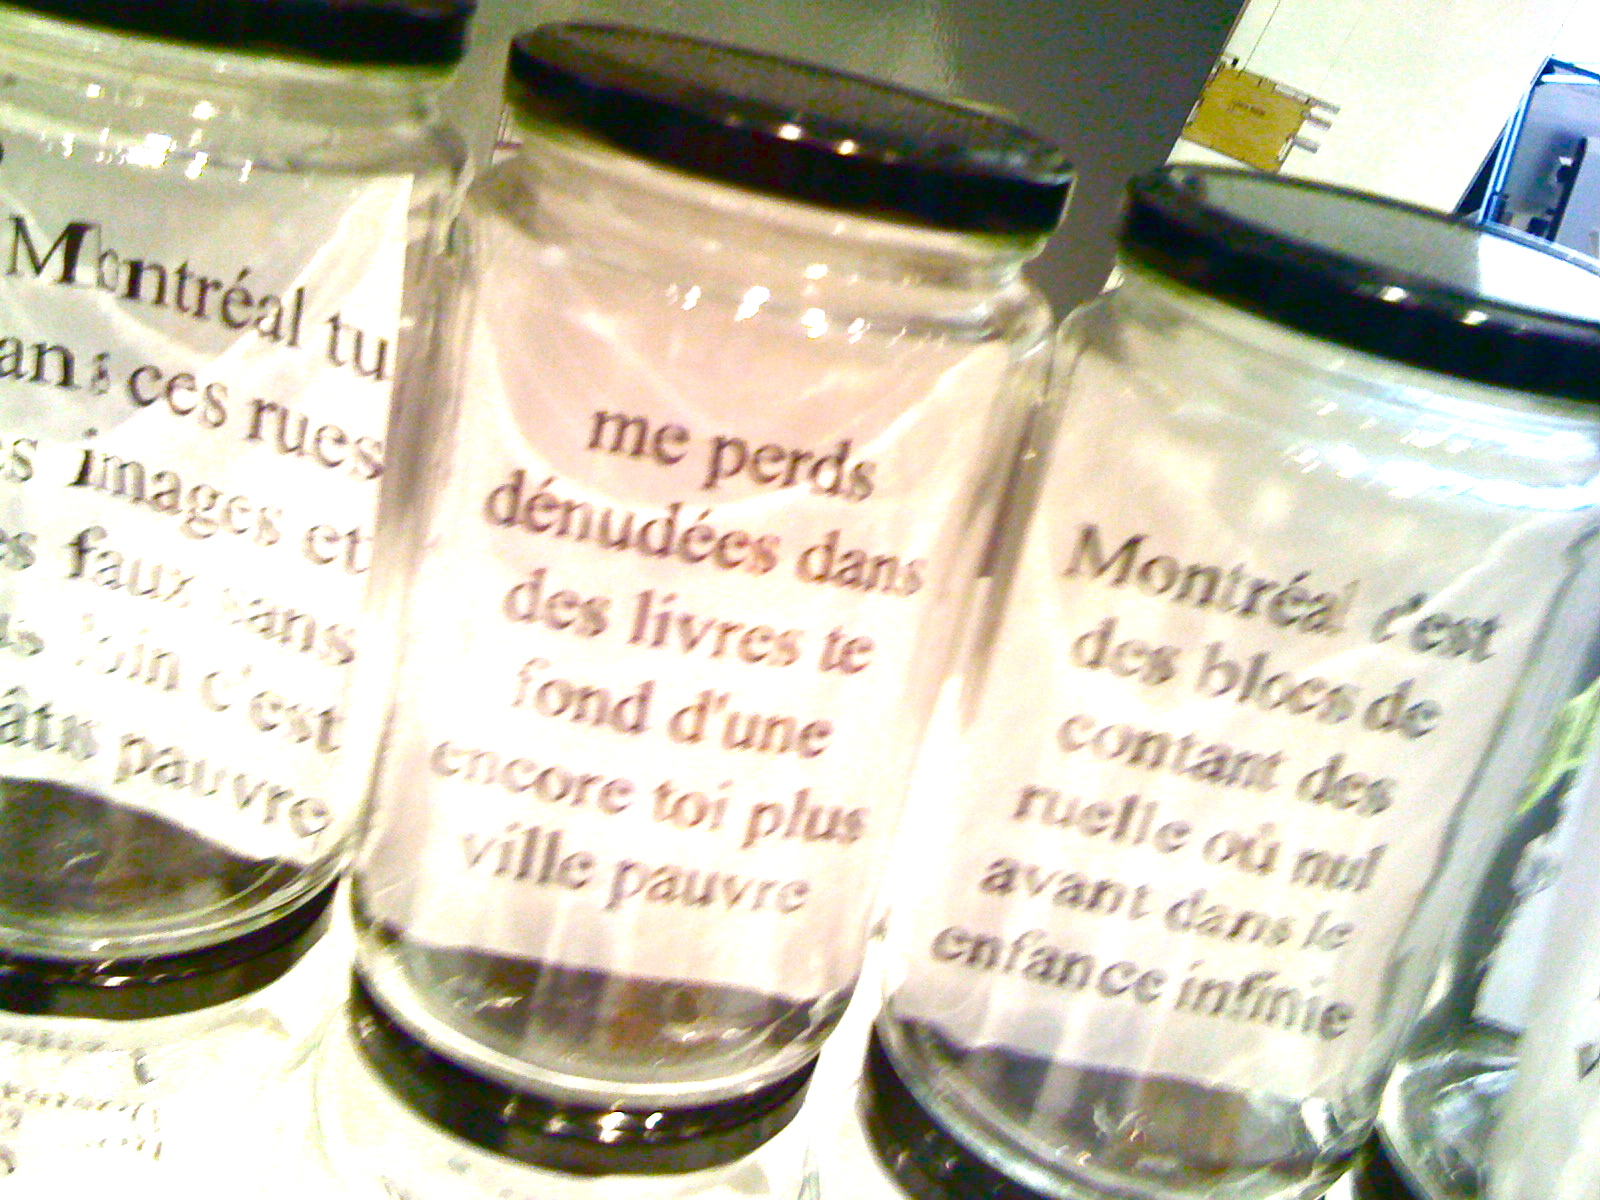 Montréal tu
ces rues
images et
faux sans
loin c'est
pauvre
me perds
dénudées dans
des livres te
fond d'une
encore toi plus
ville pauvre
Montréal c'est
des blocs de
contant des
ruelle où nul
avant dans le
enfance infinie